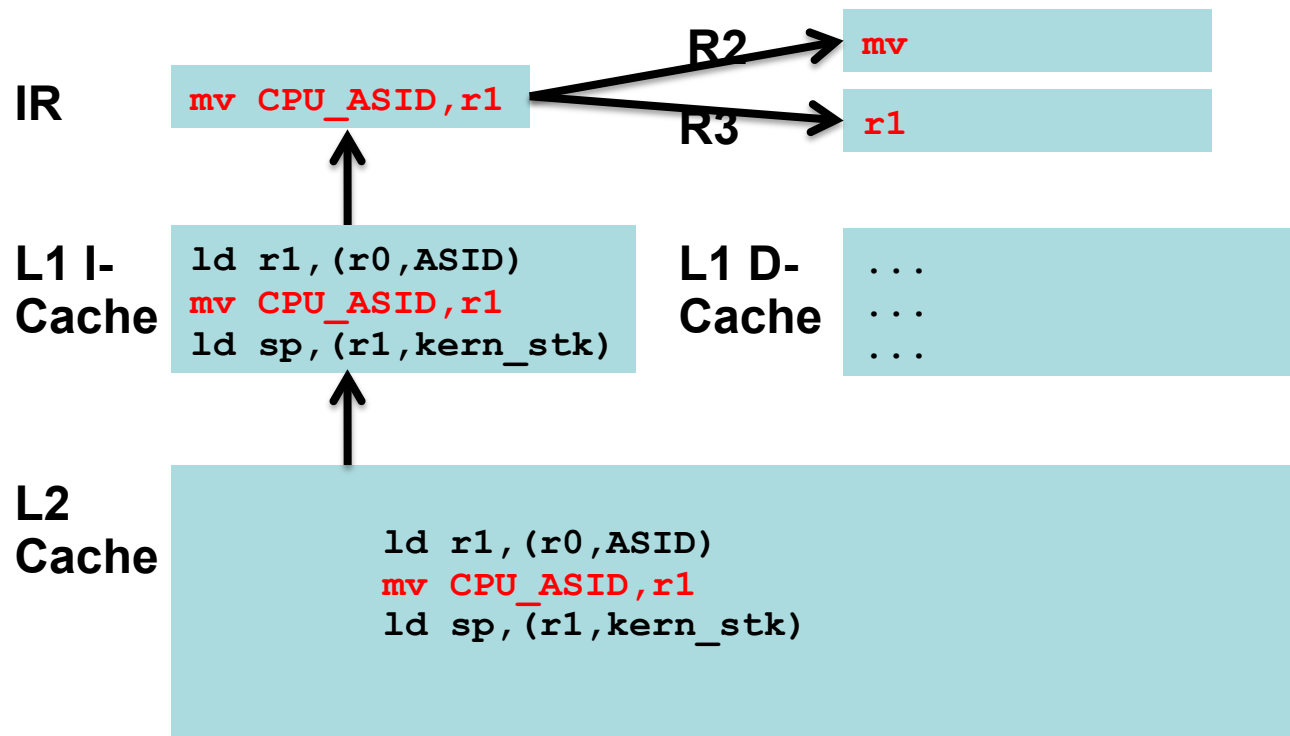 R2
mv
IR
mv CPU_ASID,r1
R3
r1
L1 I-
Cache
ld r1,(r0,ASID)
mv CPU_ASID,r1
ld sp,(r1,kern_stk)
L1 D-
Cache
...
...
...
L2
Cache
ld r1,(r0,ASID)
mv CPU_ASID,r1
ld sp,(r1,kern_stk)